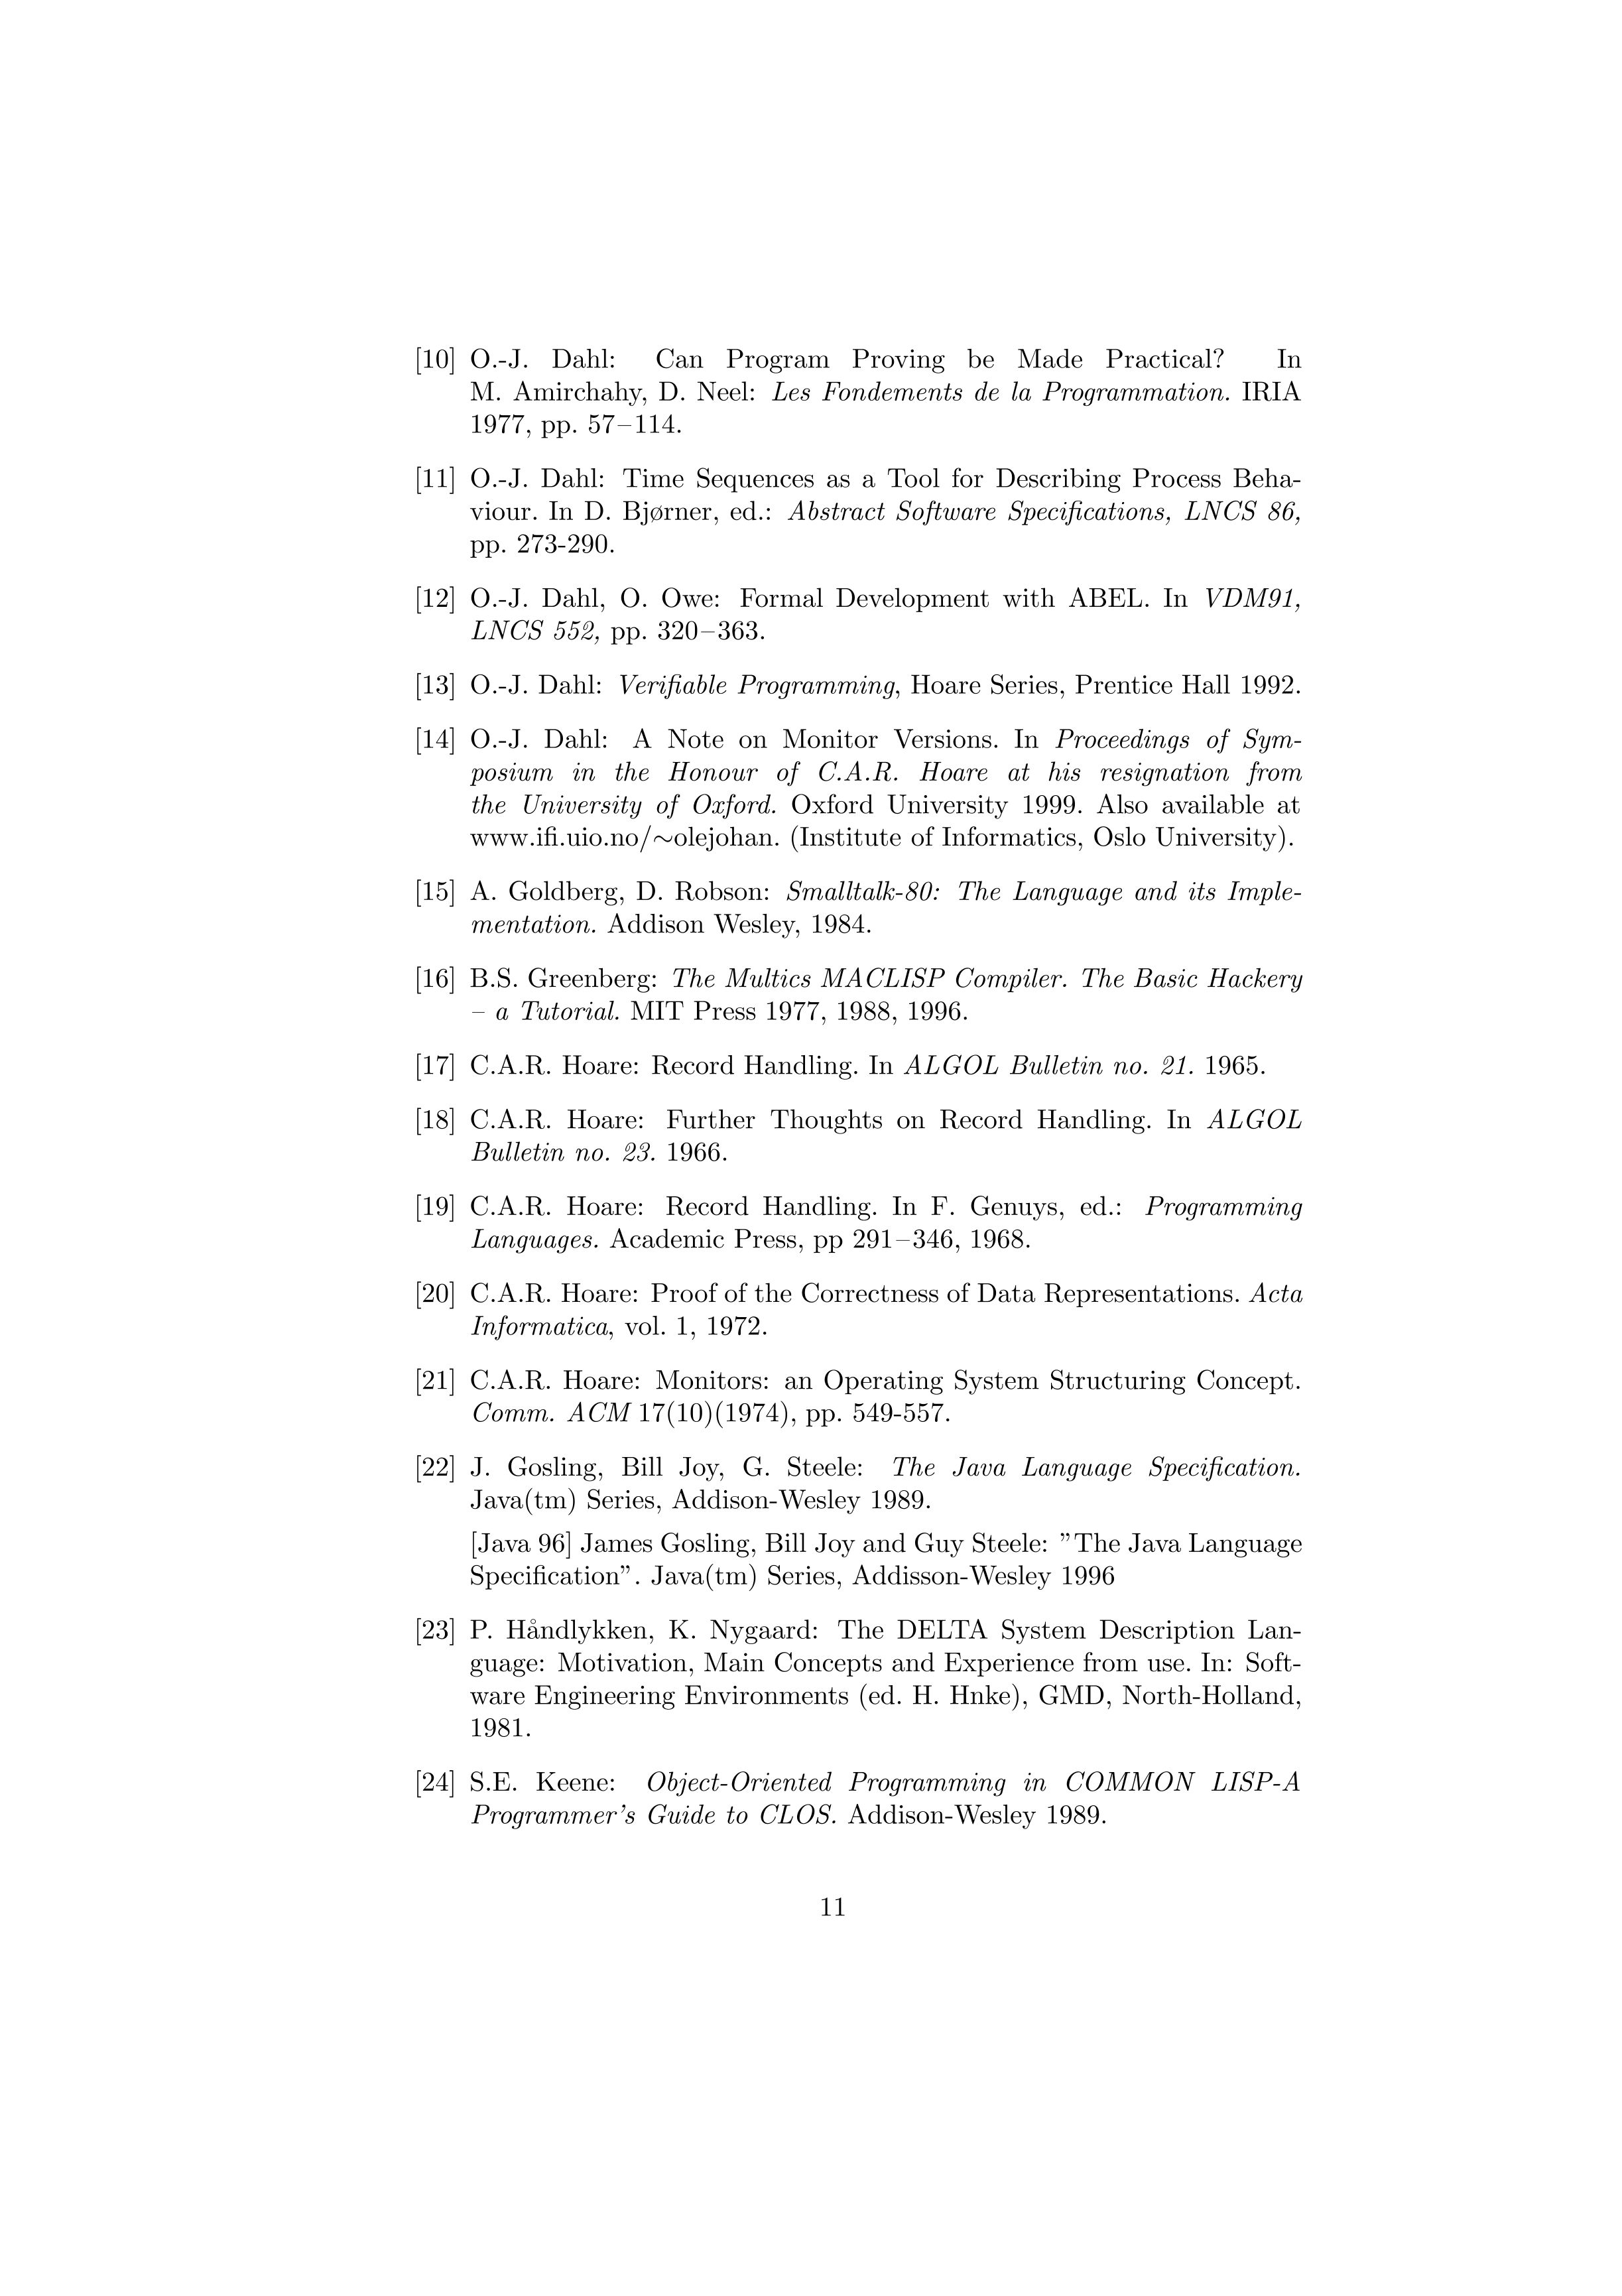 [10] O.-J. Dahl: Can Program Proving be Made Practical? In
M. Amirchahy, D. Neel: Les Fondements de la Programmation. IRIA
1977, pp. 57–114.
[11] O.-J. Dahl: Time Sequences as a Tool for Describing Process Beha-
viour. In D. Bjørner, ed.: Abstract Software Specifications, LNCS 86,
pp. 273-290.
[12] O.-J. Dahl, O. Owe: Formal Development with ABEL. In VDM91,
LNCS 552, pp. 320–363.
[13] O.-J. Dahl: Verifiable Programming, Hoare Series, Prentice Hall 1992.
[14] O.-J. Dahl: A Note on Monitor Versions. In Proceedings of Sym-
posium in the Honour of C.A.R. Hoare at his resignation from
the University of Oxford. Oxford University 1999. Also available at
www.ifi.uio.no/∼olejohan. (Institute of Informatics, Oslo University).
[15] A. Goldberg, D. Robson: Smalltalk-80: The Language and its Imple-
mentation. Addison Wesley, 1984.
[16] B.S. Greenberg: The Multics MACLISP Compiler. The Basic Hackery
– a Tutorial. MIT Press 1977, 1988, 1996.
[17] C.A.R. Hoare: Record Handling. In ALGOL Bulletin no. 21. 1965.
[18] C.A.R. Hoare: Further Thoughts on Record Handling. In ALGOL
Bulletin no. 23. 1966.
[19] C.A.R. Hoare: Record Handling. In F. Genuys, ed.: Programming
Languages. Academic Press, pp 291–346, 1968.
[20] C.A.R. Hoare: Proof of the Correctness of Data Representations. Acta
Informatica, vol. 1, 1972.
[21] C.A.R. Hoare: Monitors: an Operating System Structuring Concept.
Comm. ACM 17(10)(1974), pp. 549-557.
[22] J. Gosling, Bill Joy, G. Steele: The Java Language Specification.
Java(tm) Series, Addison-Wesley 1989.
[Java 96] James Gosling, Bill Joy and Guy Steele: ”The Java Language
Specification”. Java(tm) Series, Addisson-Wesley 1996
[23] P. Håndlykken, K. Nygaard: The DELTA System Description Lan-
guage: Motivation, Main Concepts and Experience from use. In: Soft-
ware Engineering Environments (ed. H. Hnke), GMD, North-Holland,
1981.
[24] S.E. Keene: Object-Oriented Programming in COMMON LISP-A
Programmer’s Guide to CLOS. Addison-Wesley 1989.
11